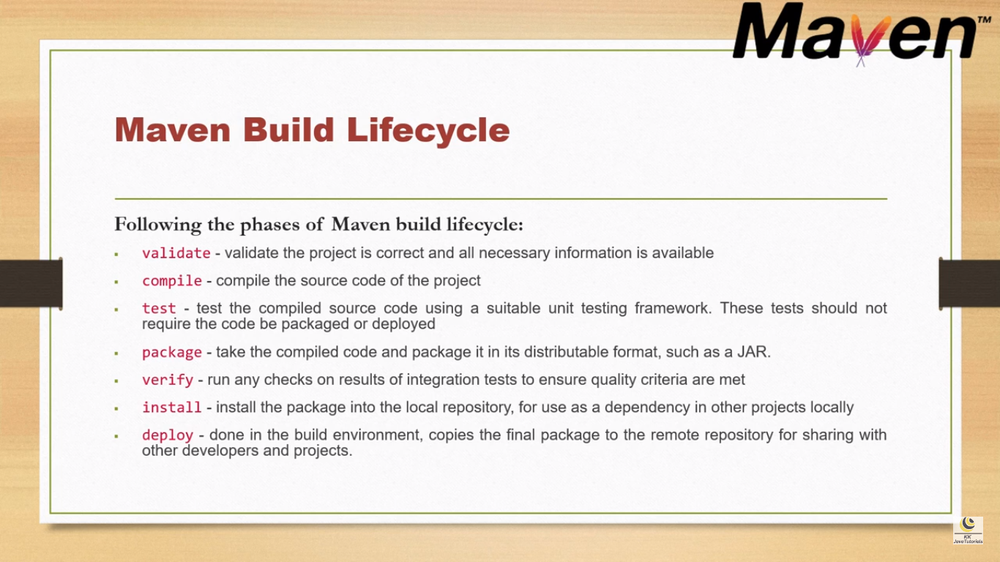 Maven™
Maven Build Lifecycle
Following the phases of Maven build lifecycle:
▪ validate - validate the project is correct and all necessary information is available
▪ compile - compile the source code of the project
▪ test - test the compiled source code using a suitable unit testing framework. These tests should not
require the code be packaged or deployed
▪ package - take the compiled code and package it in its distributable format, such as a JAR.
▪ verify - run any checks on results of integration tests to ensure quality criteria are met
▪ install - install the package into the local repository, for use as a dependency in other projects locally
▪ deploy - done in the build environment, copies the final package to the remote repository for sharing with
other developers and projects.
KK
JavaTutorials